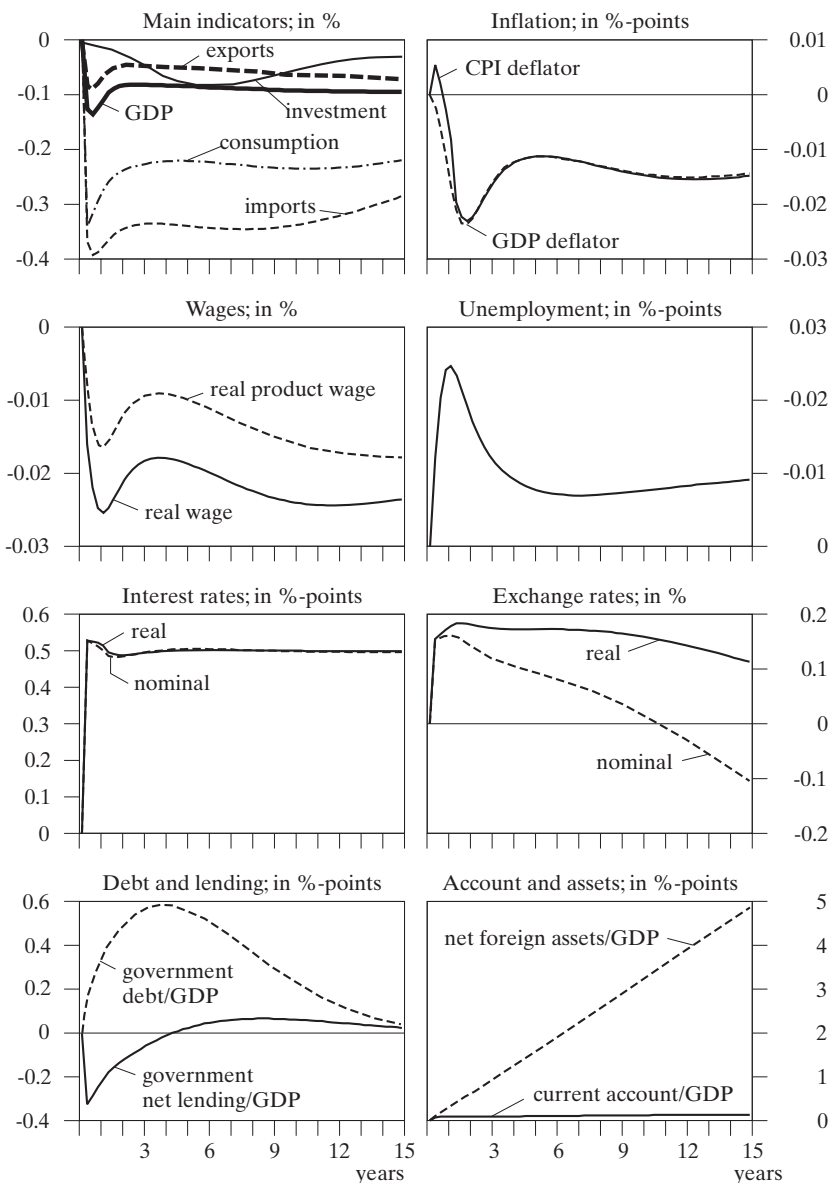 Main indicators; in %
0
-0.1
-0.2
-0.3
-0.4
exports
GDP
investment
consumption
imports
Inflation; in %-points
0.01
0
-0.01
-0.02
-0.03
CPI deflator
GDP deflator
Wages; in %
0
-0.01
-0.02
-0.03
real product wage
real wage
Unemployment; in %-points
0.03
-0.02
-0.01
0
Interest rates; in %-points
0.6
0.5
0.4
0.3
0.2
0.1
0
real
nominal
Exchange rates; in %
0.2
0.1
0
-0.1
-0.2
real
nominal
Debt and lending; in %-points
0.6
0.4
0.2
0
-0.2
-0.4
government
debt/GDP
government
net lending/GDP
3 6 9 12 15
years
Account and assets; in %-points
5
4
3
2
1
0
net foreign assets/GDP
current account/GDP
3 6 9 12 15
years